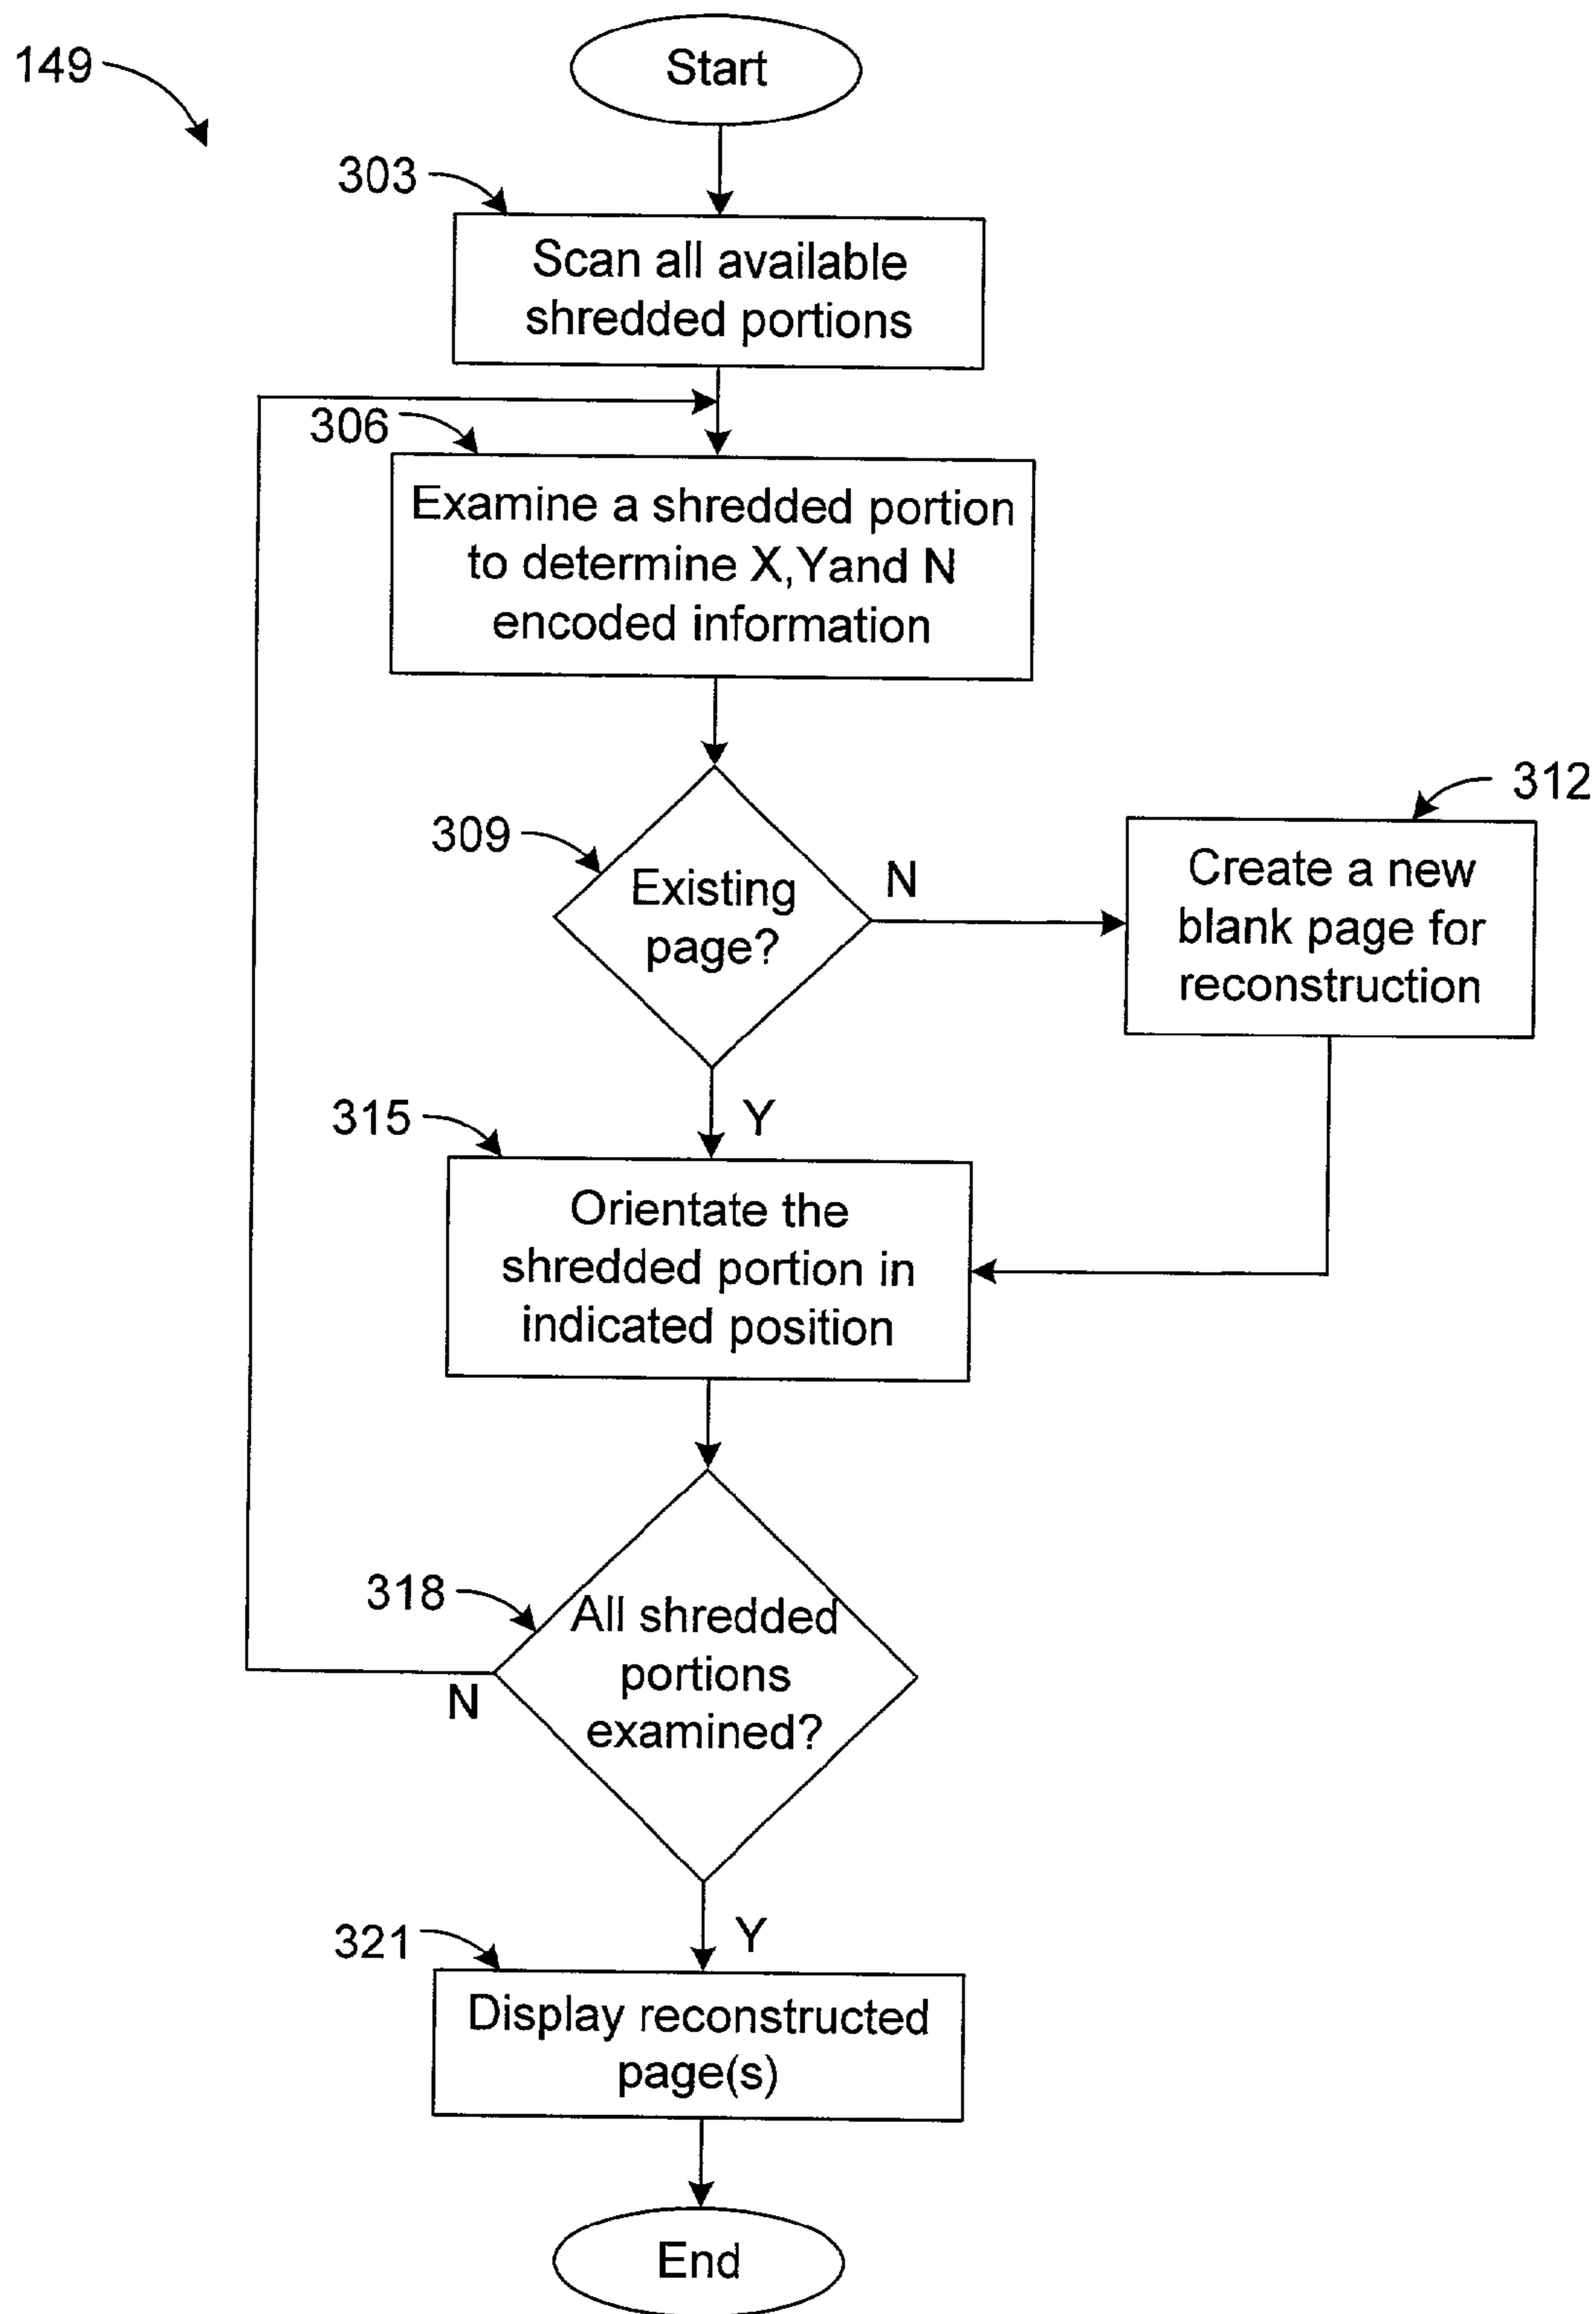 149
Start
303
Scan all available
shredded portions
306
Examine a shredded portion
to determine X,Yand N
encoded information
309
Existing
page?
N
312
Create a new
blank page for
reconstruction
Y
315
Orientate the
shredded portion in
indicated position
318
All shredded
portions
examined?
N
Y
321
Display reconstructed
page(s)
End